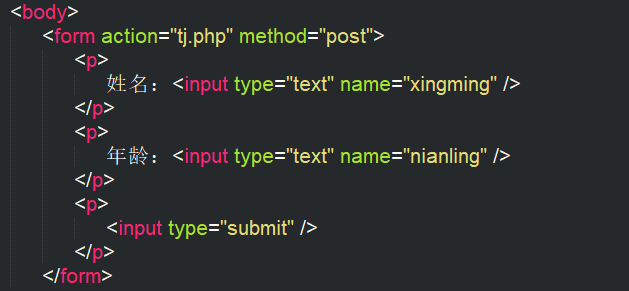 <body>
<form action="tj.php" method="post">
<p>
姓名：<input type="text" name="xingming" />
</p>
<p>
年龄：<input type="text" name="nianling" />
</p>
<p>
<input type="submit" />
</p>
</form>